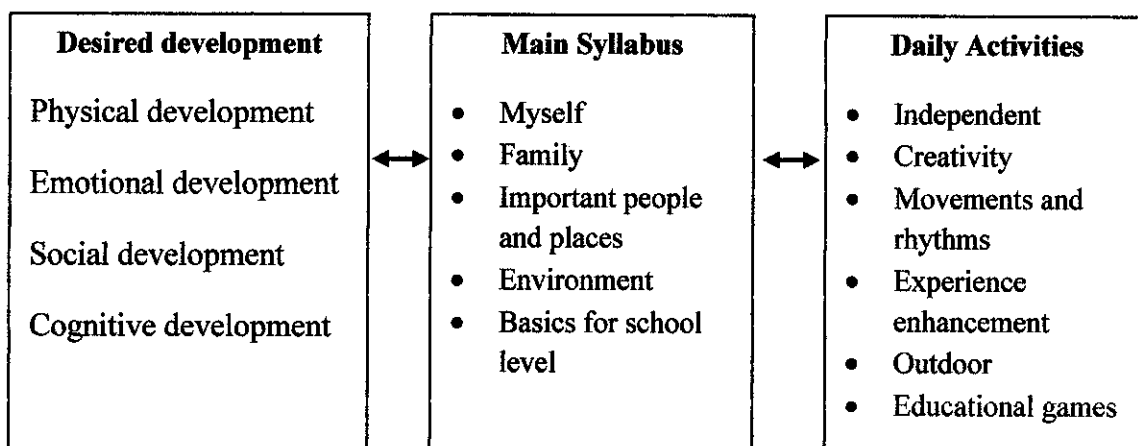 Desired development
Physical development
Emotional development
Social development
Cognitive development
Main Syllabus
• Myself
• Family
• Important people
and places
• Environment
• Basics for school
level
Daily Activities
• Independent
• Creativity
• Movements and
rhythms
• Experience
enhancement
• Outdoor
• Educational games